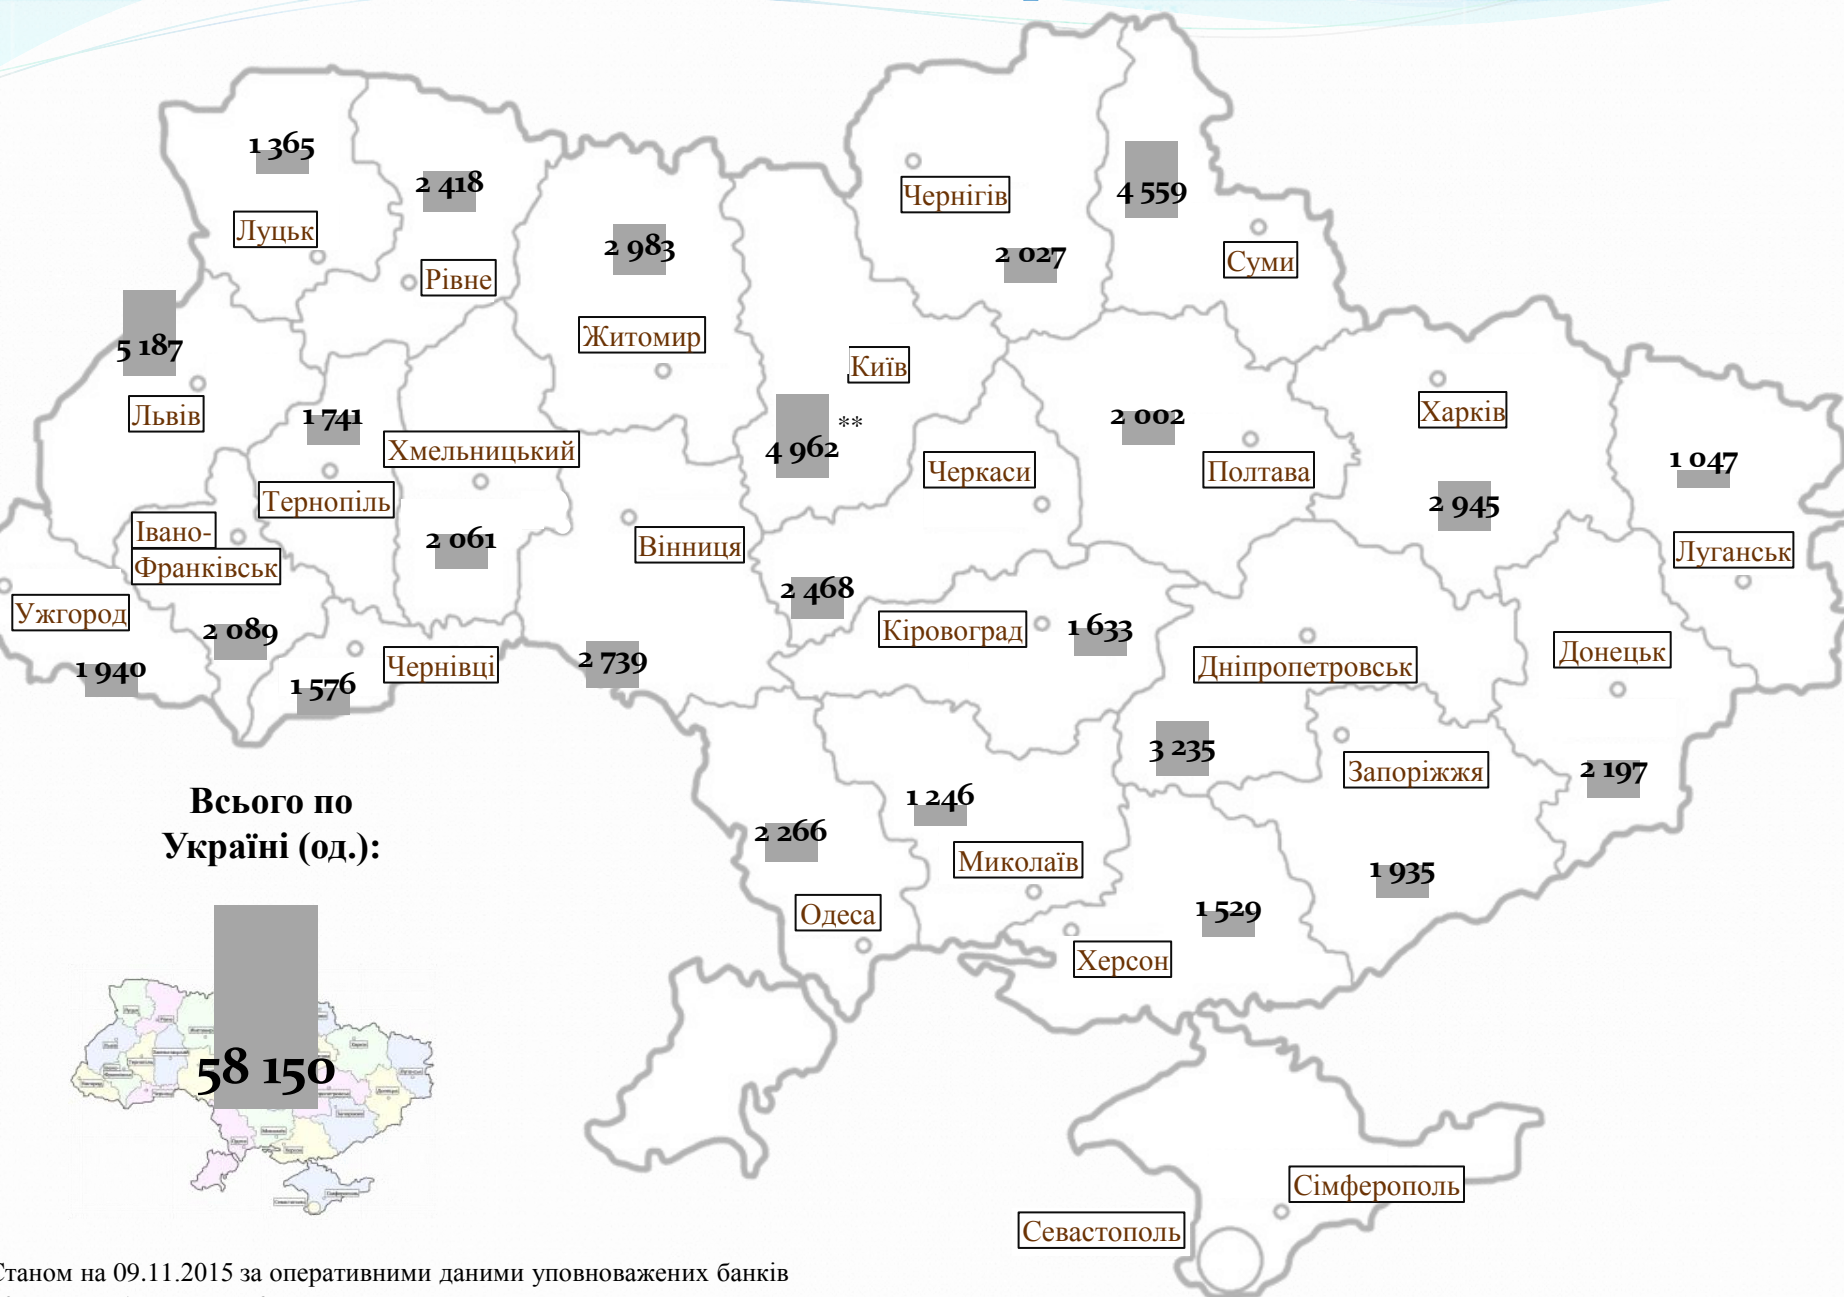 1 365
2 418
Луцьк
Рівне
2 983
Житомир
Чернігів
2 027
4 559
Суми
5 187
Львів
1 741
Хмельницький
Тернопіль
2 061
Київ
4 962
**
Черкаси
2 002
Полтава
Харків
2 945
1 047
Луганськ
Івано-
Франківськ
2 089
Ужгород
1 940
1 576
Чернівці
Вінниця
2 739
2 468
Кіровоград
1 633
Дніпропетровськ
3 235
Донецьк
2 197
Запоріжжя
1 935
1 246
Миколаїв
2 266
Одеса
1 529
Херсон
Всього по
Україні (од.):
58 150
Сімферополь
Севастополь
Станом на 09.11.2015 за оперативними даними уповноважених банків